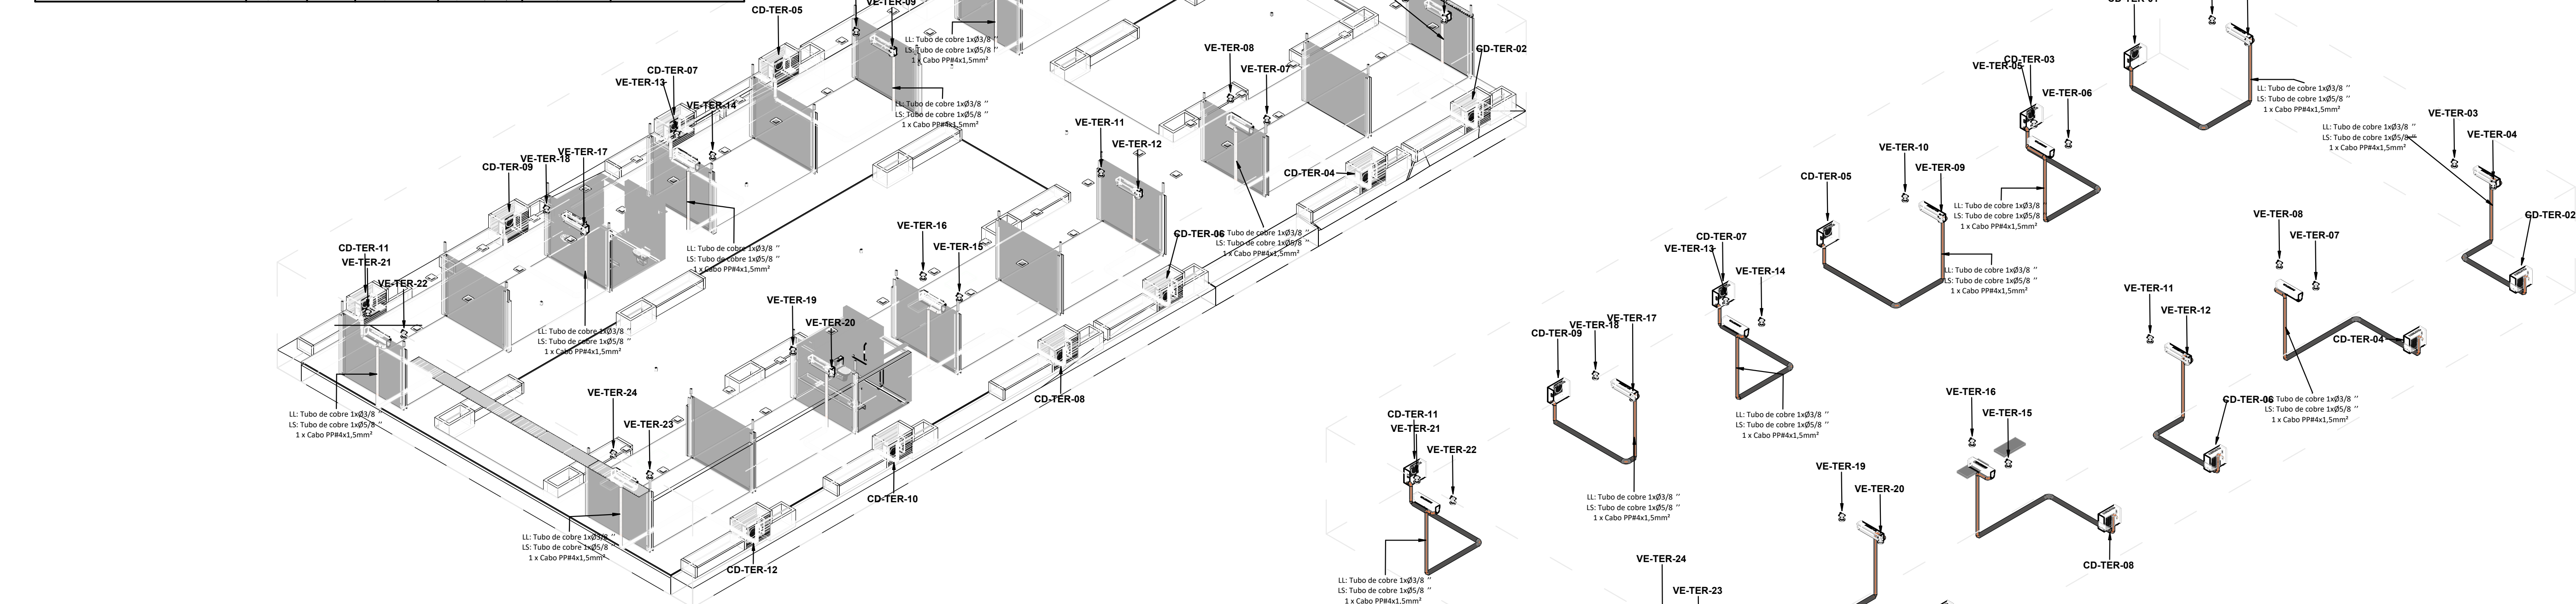 CD-TER-05
VE-TER-09
LL: Tubo de cobre 1xØ3/8 ’’
LS: Tubo de cobre 1xØ5/8 ’’
1 x Cabo PP#4x1,5mm²
CD-TER-07
VE-TER-13
VE-TER-14
LL: Tubo de cobre 1xØ3/8 ’’
LS: Tubo de cobre 1xØ5/8 ’’
1 x Cabo PP#4x1,5mm²
VE-TER-08
VE-TER-07
CD-TER-02
VE-TER-11
VE-TER-12
CD-TER-04
CD-TER-09
VE-TER-18
VE-TER-17
VE-TER-16
VE-TER-15
CD-TER-06
LL: Tubo de cobre 1xØ3/8 ’’
LS: Tubo de cobre 1xØ5/8 ’’
1 x Cabo PP#4x1,5mm²
CD-TER-11
VE-TER-21
VE-TER-22
LL: Tubo de cobre 1xØ3/8 ’’
LS: Tubo de cobre 1xØ5/8 ’’
1 x Cabo PP#4x1,5mm²
VE-TER-19
VE-TER-20
LL: Tubo de cobre 1xØ3/8 ’’
LS: Tubo de cobre 1xØ5/8 ’’
1 x Cabo PP#4x1,5mm²
VE-TER-24
VE-TER-23
CD-TER-08
LL: Tubo de cobre 1xØ3/8 ’’
LS: Tubo de cobre 1xØ5/8 ’’
1 x Cabo PP#4x1,5mm²
CD-TER-10
LL: Tubo de cobre 1xØ3/8 ’’
LS: Tubo de cobre 1xØ5/8 ’’
1 x Cabo PP#4x1,5mm²
CD-TER-12
CD-TER-03
VE-TER-05
VE-TER-06
LL: Tubo de cobre 1xØ3/8 ’’
LS: Tubo de cobre 1xØ5/8 ’’
1 x Cabo PP#4x1,5mm²
VE-TER-03
VE-TER-04
LL: Tubo de cobre 1xØ3/8 ’’
LS: Tubo de cobre 1xØ5/8 ’’
1 x Cabo PP#4x1,5mm²
VE-TER-10
VE-TER-09
CD-TER-05
LL: Tubo de cobre 1xØ3/8 ’’
LS: Tubo de cobre 1xØ5/8 ’’
1 x Cabo PP#4x1,5mm²
CD-TER-02
VE-TER-08
VE-TER-07
CD-TER-07
VE-TER-13
VE-TER-14
LL: Tubo de cobre 1xØ3/8 ’’
LS: Tubo de cobre 1xØ5/8 ’’
1 x Cabo PP#4x1,5mm²
VE-TER-11
VE-TER-12
CD-TER-04
CD-TER-09
VE-TER-18
VE-TER-17
VE-TER-16
VE-TER-15
CD-TER-06
LL: Tubo de cobre 1xØ3/8 ’’
LS: Tubo de cobre 1xØ5/8 ’’
1 x Cabo PP#4x1,5mm²
CD-TER-11
VE-TER-21
VE-TER-22
LL: Tubo de cobre 1xØ3/8 ’’
LS: Tubo de cobre 1xØ5/8 ’’
1 x Cabo PP#4x1,5mm²
VE-TER-19
VE-TER-20
LL: Tubo de cobre 1xØ3/8 ’’
LS: Tubo de cobre 1xØ5/8 ’’
1 x Cabo PP#4x1,5mm²
VE-TER-24
VE-TER-23
CD-TER-08
LL: Tubo de cobre 1xØ3/8 ’’
LS: Tubo de cobre 1xØ5/8 ’’
1 x Cabo PP#4x1,5mm²